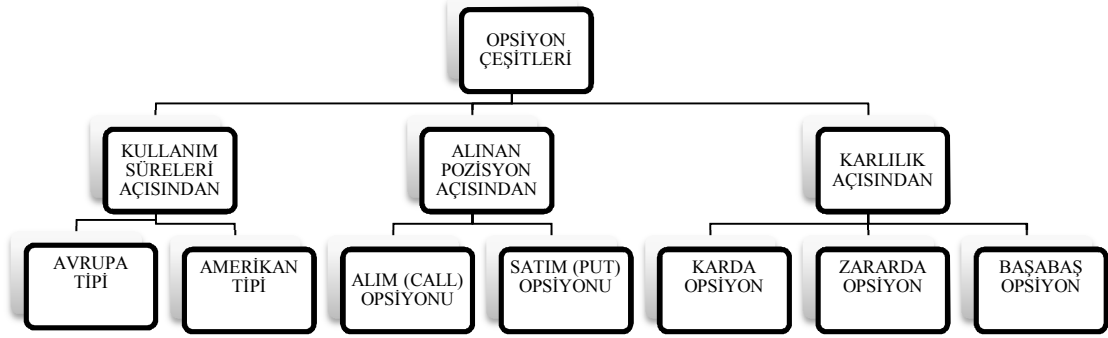 OPSİYON
ÇEŞİTLERİ
KULLANIM
SÜRELERİ
AÇISINDAN
ALINAN
POZİSYON
AÇISINDAN
KARLILIK
AÇISINDAN
AVRUPA
TİPİ
AMERİKAN
TİPİ
ALIM (CALL)
OPSİYONU
SATIM (PUT)
OPSİYONU
KARDA
OPSİYON
ZARARDA
OPSİYON
BAŞABAŞ
OPSİYON